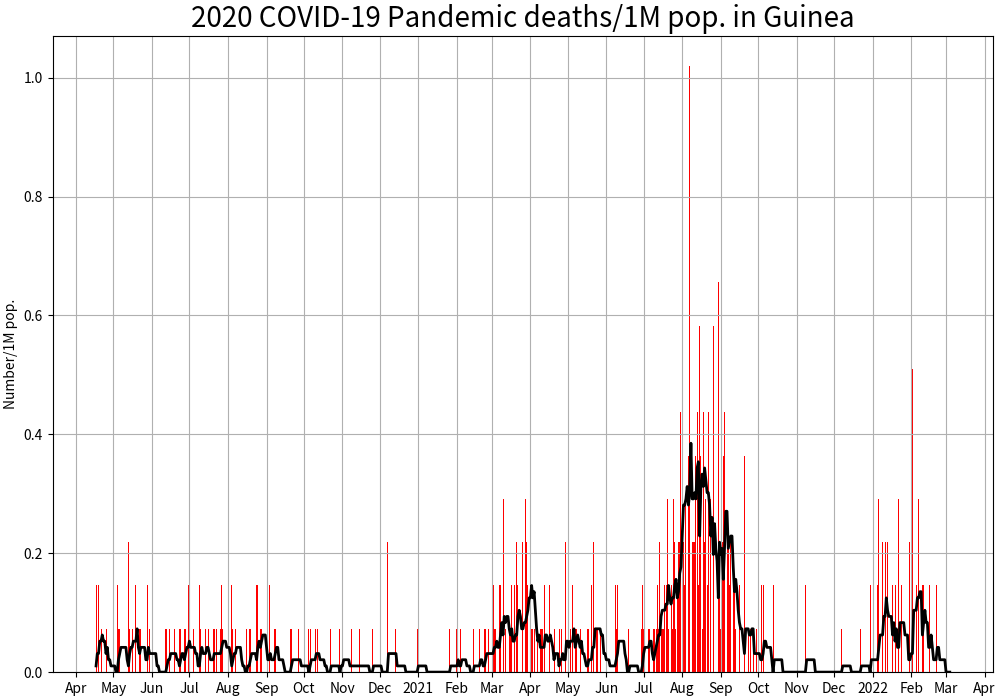 2020 COVID-19 Pandemic deaths/1M pop. in Guinea
Number/1M pop.
1.0
0.8
0.6
0.4
0.2
0.0
Apr May Jun Jul Aug Sep Oct Nov Dec 2021 Feb Mar Apr May Jun Jul Aug Sep Oct Nov Dec 2022 Feb Mar Apr